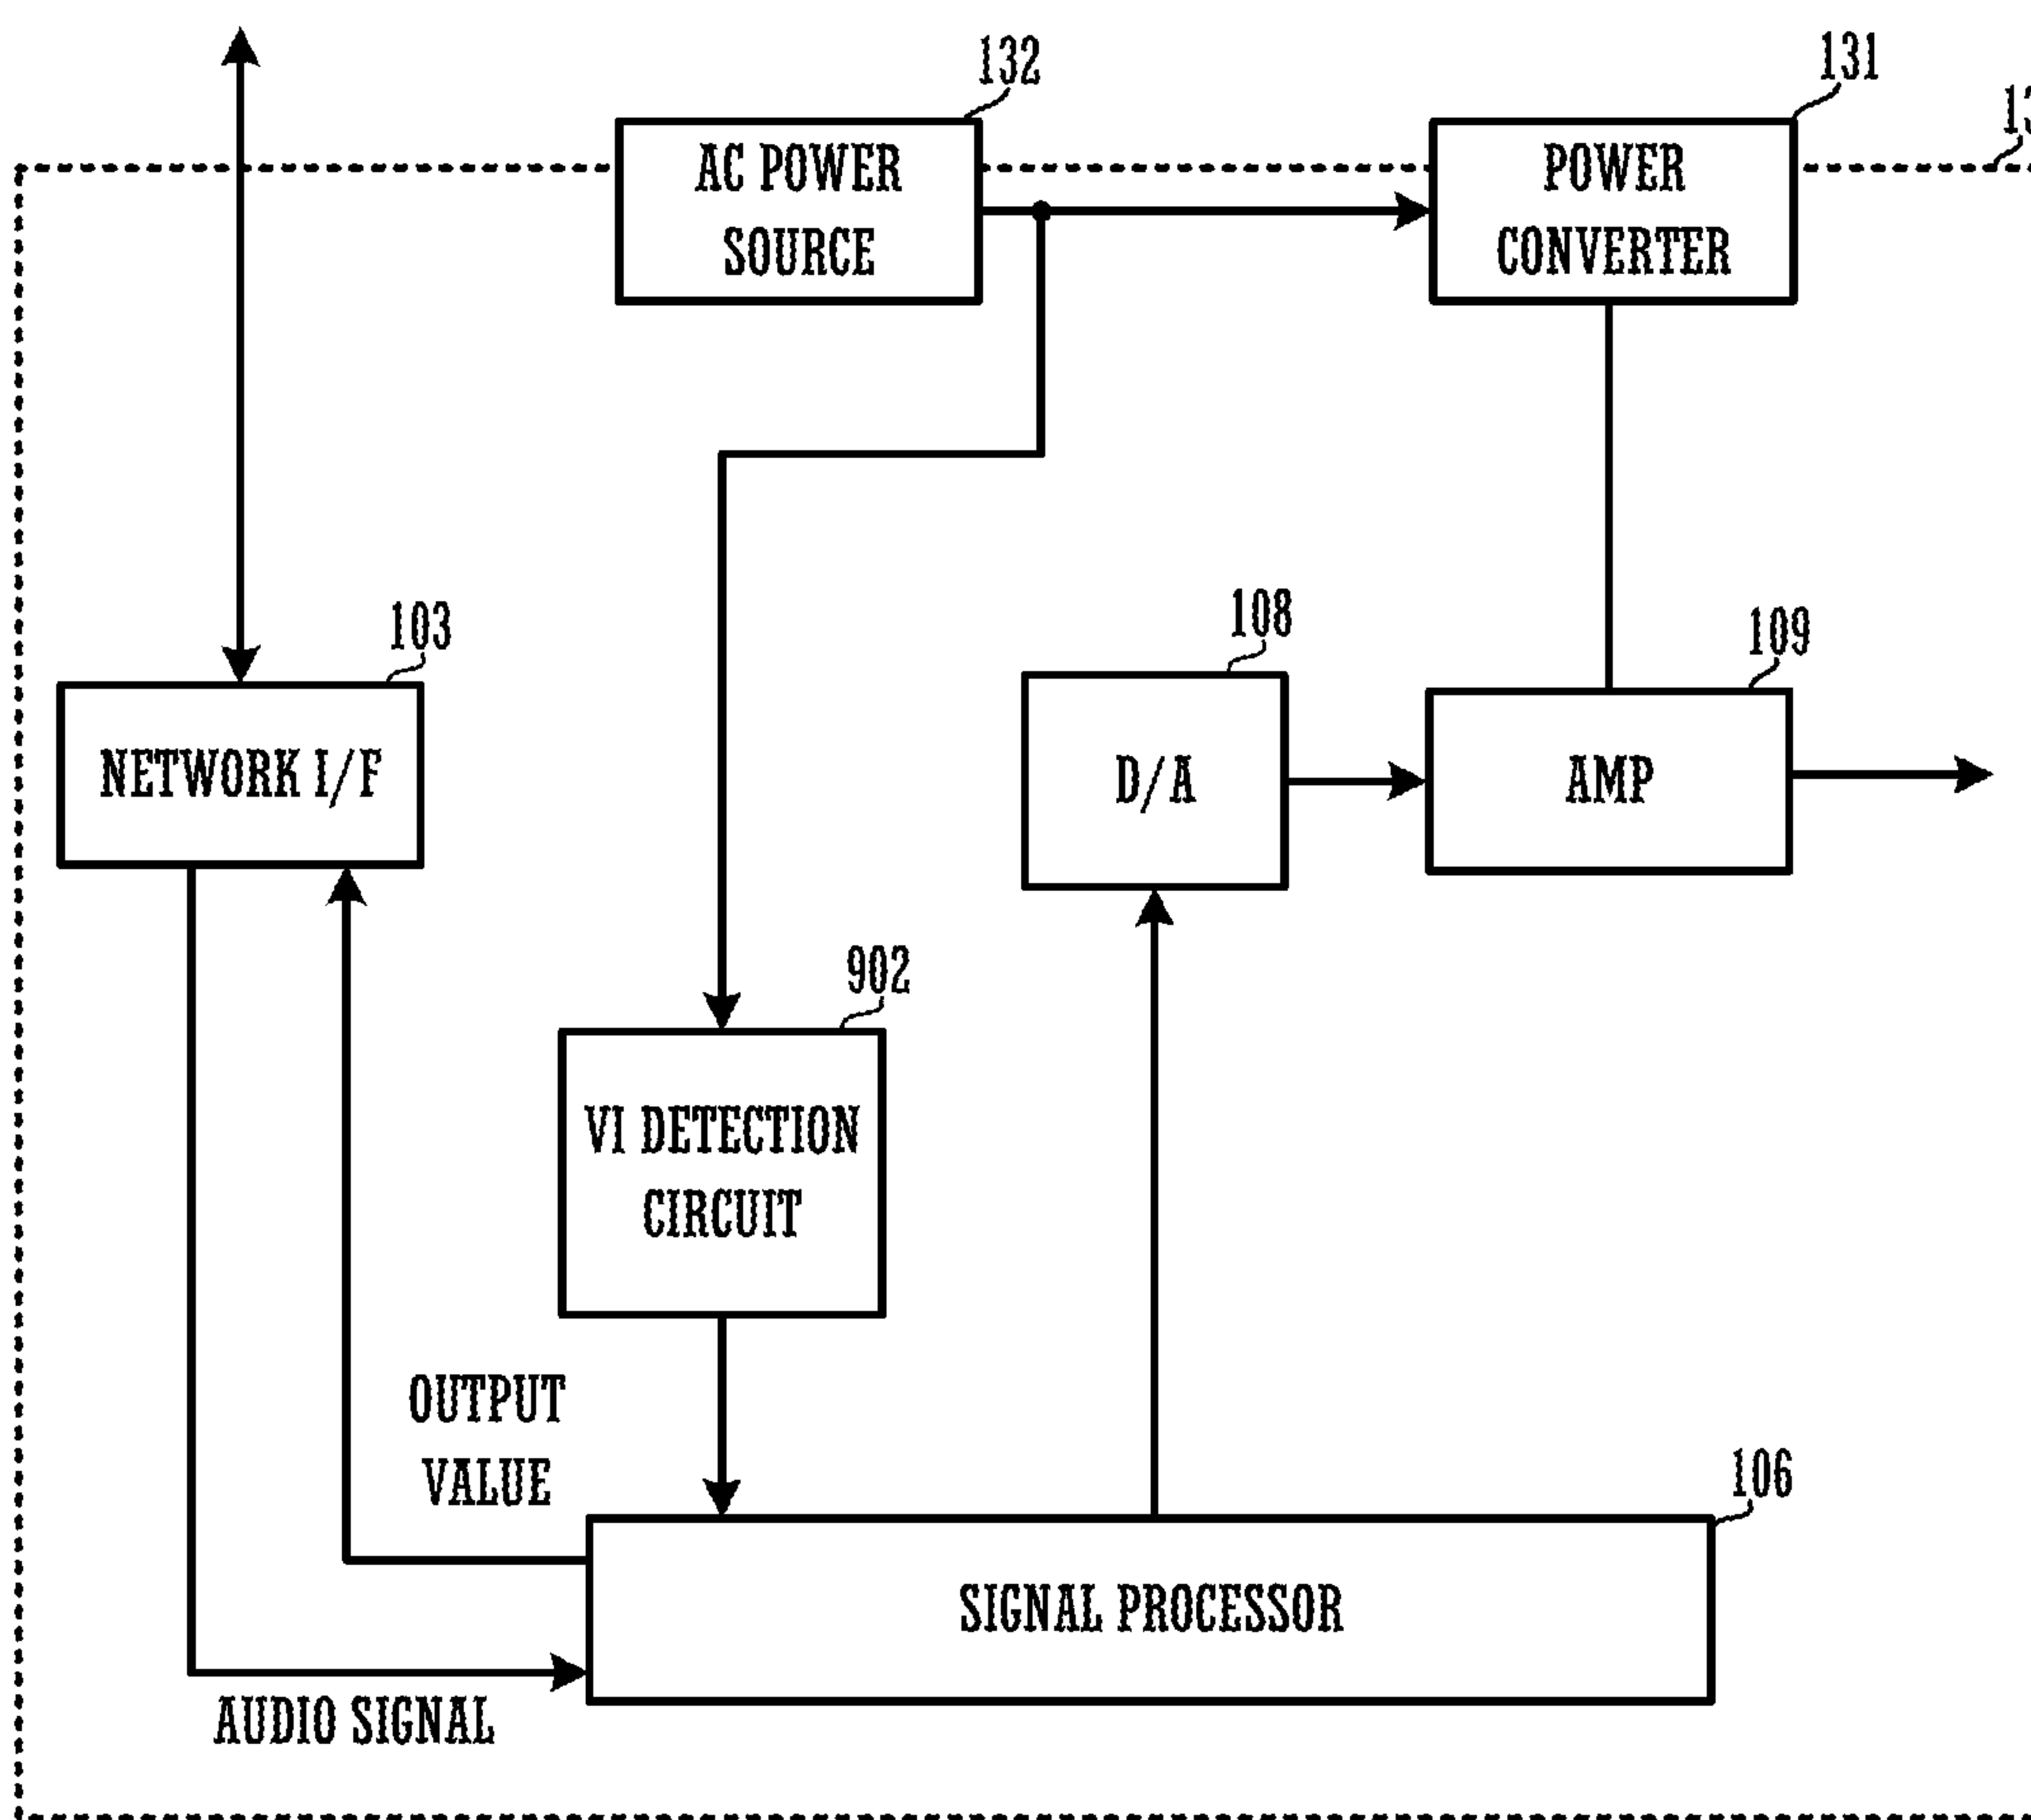 132
131
AC POWER
SOURCE
POWER
CONVERTER
103
108
109
NETWORK I/F
D/A
AMP
902
VI DETECTION
CIRCUIT
OUTPUT
VALUE
106
SIGNAL PROCESSOR
AUDIO SIGNAL